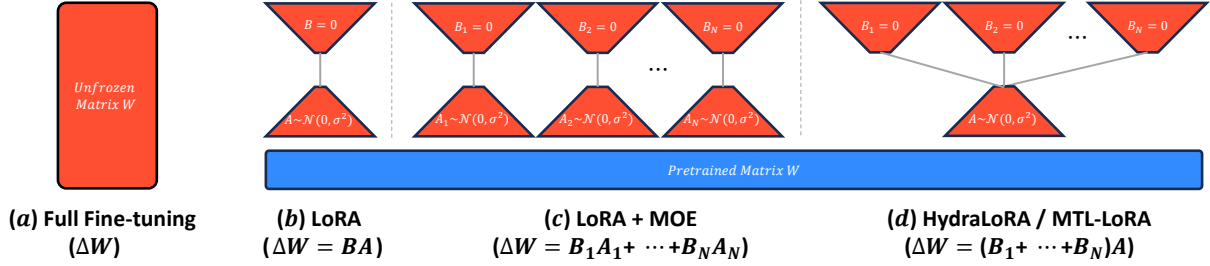 Unfrozen
Matrix W
B = 0
B₁ = 0
B₂ = 0
...
B_N = 0
B₁ = 0
B₂ = 0
...
B_N = 0
A~𝒩(0, σ²)
A₁~𝒩(0, σ²)
A₂~𝒩(0, σ²)
A_N~𝒩(0, σ²)
A~𝒩(0, σ²)
Pretrained Matrix W
(a) Full Fine-tuning
(ΔW)
(b) LoRA
(ΔW = BA)
(c) LoRA + MOE
(ΔW = B₁A₁+ ⋯ +B_N A_N)
(d) HydraLoRA / MTL-LoRA
(ΔW = (B₁+ ⋯ +B_N)A)